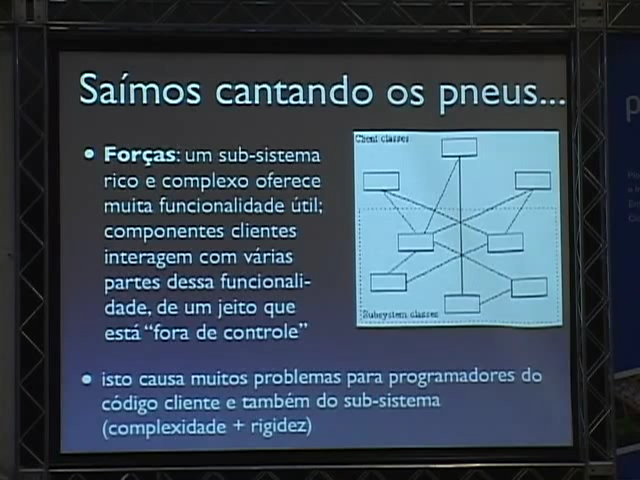 Saímos cantando os pneus...
• Forças: um sub-sistema
rico e complexo oferece
muita funcionalidade útil;
componentes clientes
interagem com várias
partes dessa funcionali-
dade, de um jeito que
está “fora de controle”
Client classes
Subsystem classes
• isto causa muitos problemas para programadores do
código cliente e também do sub-sistema
(complexidade + rigidez)